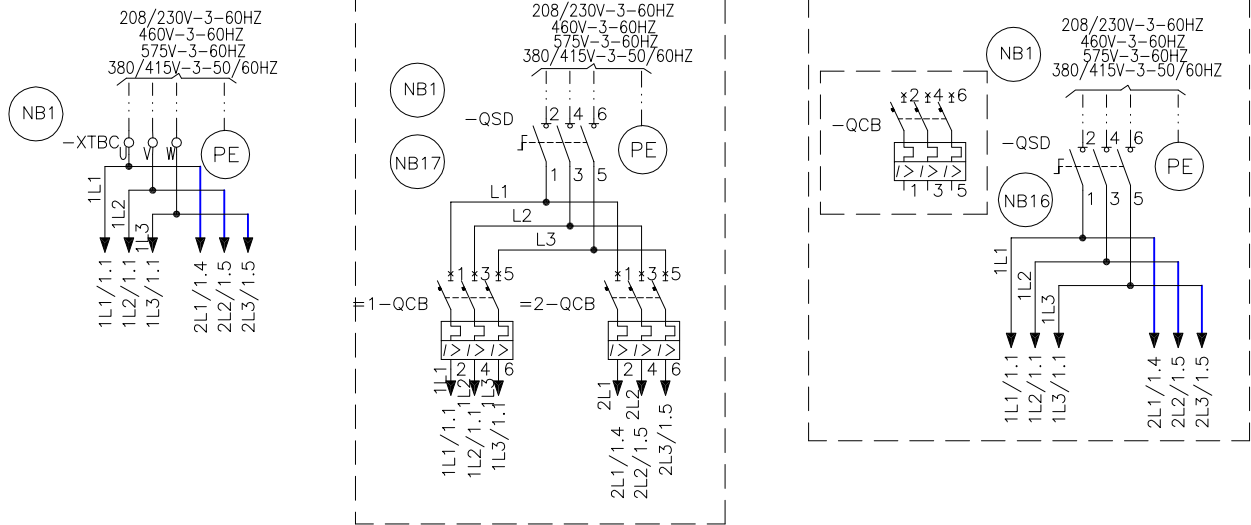 208/230V-3-60HZ
460V-3-60HZ
575V-3-60HZ
380/415V-3-50/60HZ
NB1
-XTBC
U V W
PE
1L1
1L2
1L3
1L1/1.1
1L2/1.1
1L3/1.1
2L1/1.4
2L2/1.5
2L3/1.5
208/230V-3-60HZ
460V-3-60HZ
575V-3-60HZ
380/415V-3-50/60HZ
NB1
NB17
-QSD
2 4 6
PE
1 3 5
L1
L2
L3
1 3 5
1 3 5
=1-QCB
=2-QCB
I> I> I>
I> I> I>
2 4 6
2 4 6
1L1
1L2
1L3
2L1
2L2
1L1/1.1
1L2/1.1
1L3/1.1
2L1/1.4
2L2/1.5
2L3/1.5
208/230V-3-60HZ
460V-3-60HZ
575V-3-60HZ
380/415V-3-50/60HZ
NB1
2 4 6
-QCB
I> I> I>
1 3 5
-QSD
2 4 6
PE
NB16
1 3 5
1L1
1L2
1L3
1L1/1.1
1L2/1.1
1L3/1.1
2L1/1.4
2L2/1.5
2L3/1.5